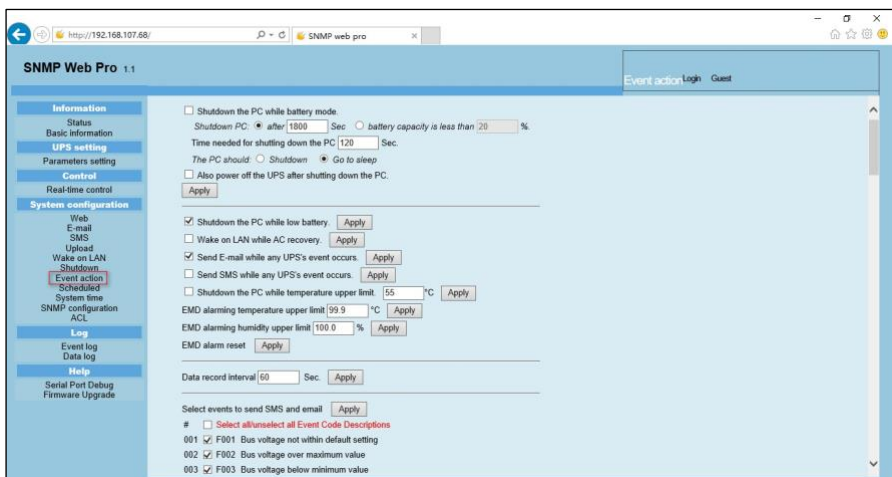 http://192.168.107.68/
SNMP web pro
SNMP Web Pro 1.1
Event action Login Guest
Information
Status
Basic information
UPS setting
Parameters setting
Control
Real-time control
System configuration
Web
E-mail
SMS
Upload
Wake on LAN
Shutdown
Event action
Scheduled
System time
SNMP configuration
ACL
Log
Event log
Data log
Help
Serial Port Debug
Firmware Upgrade
Shutdown the PC while battery mode.
Shutdown PC: after 1800 Sec battery capacity is less than 20 %.
Time needed for shutting down the PC 120 Sec.
The PC should: Shutdown Go to sleep
Also power off the UPS after shutting down the PC.
Apply
Shutdown the PC while low battery. Apply
Wake on LAN while AC recovery. Apply
Send E-mail while any UPS's event occurs. Apply
Send SMS while any UPS's event occurs. Apply
Shutdown the PC while temperature upper limit. 55 °C Apply
EMD alarming temperature upper limit 99.9 °C Apply
EMD alarming humidity upper limit 100.0 % Apply
EMD alarm reset Apply
Data record interval 60 Sec. Apply
Select events to send SMS and email Apply
# Select all/unselect all Event Code Descriptions
001 F001 Bus voltage not within default setting
002 F002 Bus voltage over maximum value
003 F003 Bus voltage below minimum value